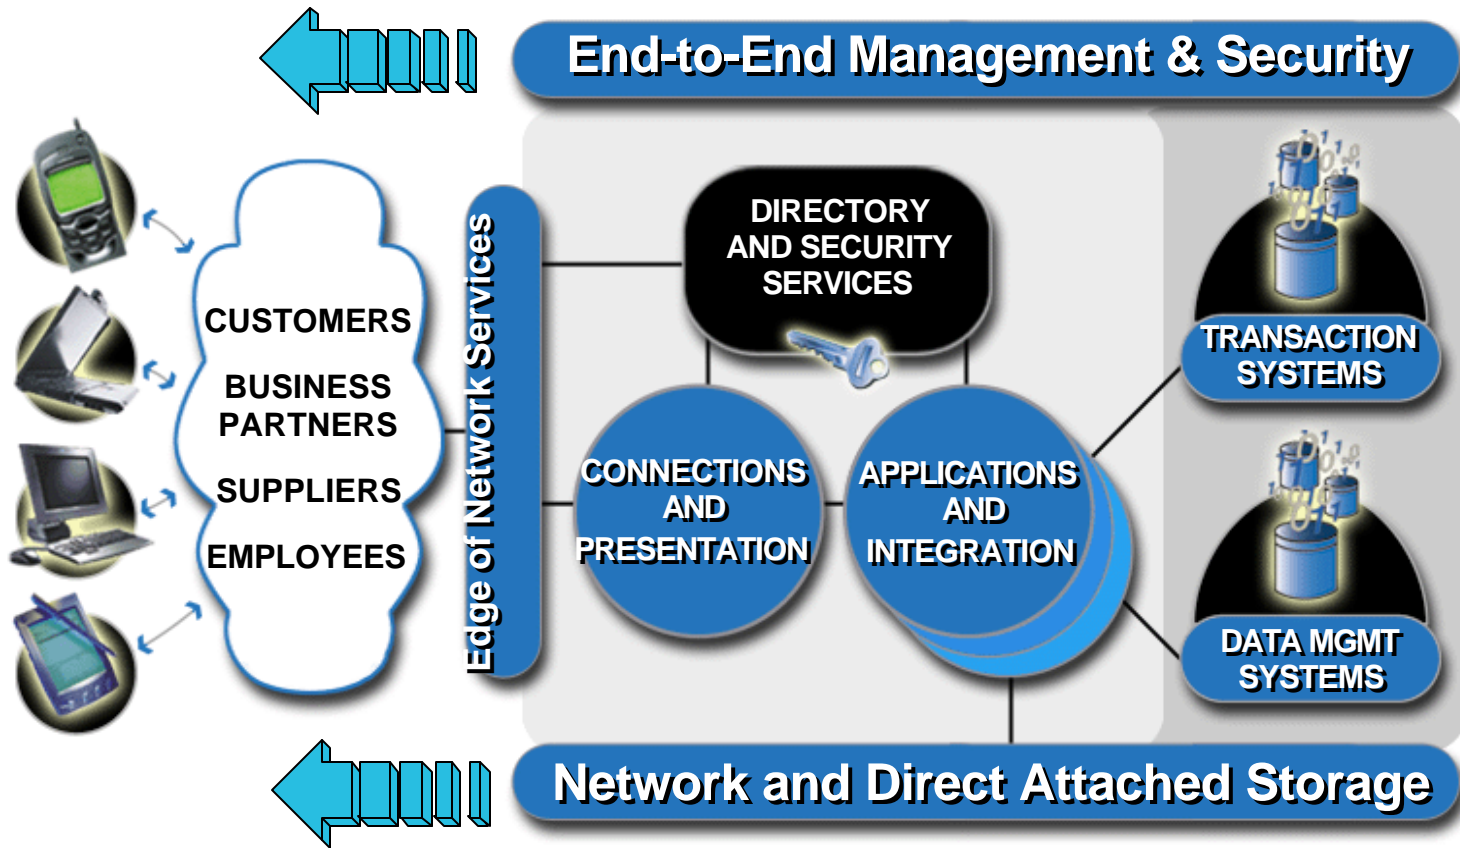 End-to-End Management & Security
CUSTOMERS
BUSINESS
PARTNERS
SUPPLIERS
EMPLOYEES
Edge of Network Services
DIRECTORY
AND SECURITY
SERVICES
CONNECTIONS
AND
PRESENTATION
APPLICATIONS
AND
INTEGRATION
TRANSACTION
SYSTEMS
DATA MGMT
SYSTEMS
Network and Direct Attached Storage